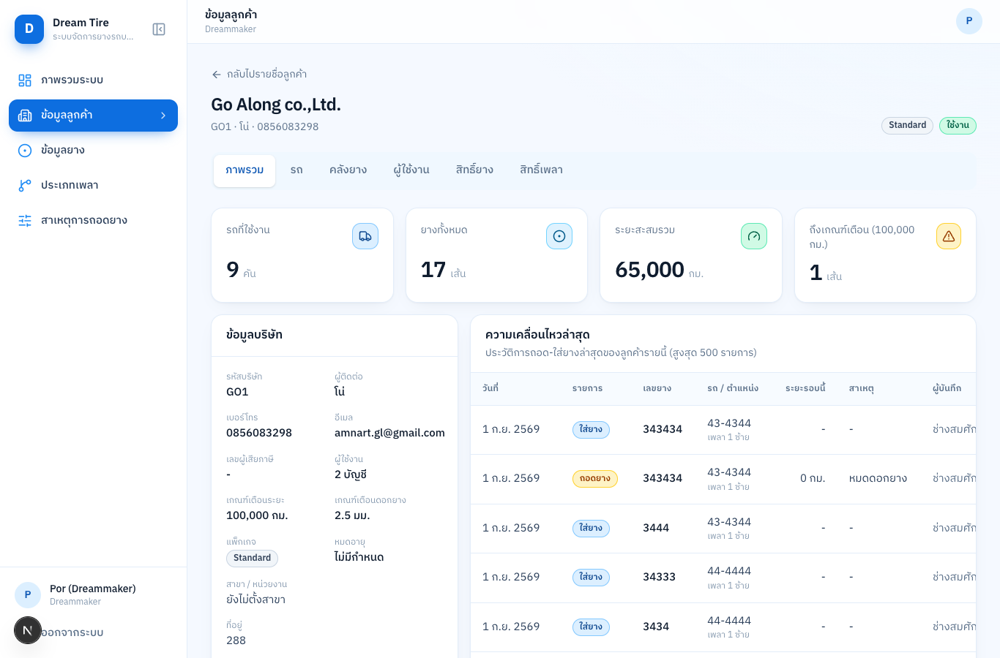 D
Dream Tire
ระบบจัดการยางรถบ...
ภาพรวมระบบ
ข้อมูลลูกค้า
ข้อมูลยาง
ประเภทเพลา
สาเหตุการถอดยาง
P
Por (Dreammaker)
Dreammaker
N
ออกจากระบบ
ข้อมูลลูกค้า
Dreammaker
P
กลับไปรายชื่อลูกค้า
Go Along co.,Ltd.
GO1 · โน่ · 0856083298
Standard ใช้งาน
ภาพรวม รถ คลังยาง ผู้ใช้งาน สิทธิ์ยาง สิทธิ์เพลา
รถที่ใช้งาน
9 คัน
ยางทั้งหมด
17 เส้น
ระยะสะสมรวม
65,000 กม.
ถึงเกณฑ์เตือน (100,000
กม.)
1 เส้น
ข้อมูลบริษัท
รหัสบริษัท ผู้ติดต่อ
GO1 โน่
เบอร์โทร อีเมล
0856083298 amnart.gl@gmail.com
เลขผู้เสียภาษี ผู้ใช้งาน
- 2 บัญชี
เกณฑ์เตือนระยะ เกณฑ์เตือนดอกยาง
100,000 กม. 2.5 มม.
แพ็กเกจ หมดอายุ
Standard ไม่มีกำหนด
สาขา / หน่วยงาน
ยังไม่ตั้งสาขา
ที่อยู่
288
ความเคลื่อนไหวล่าสุด
ประวัติการถอด-ใส่ยางล่าสุดของลูกค้ารายนี้ (สูงสุด 500 รายการ)
วันที่ รายการ เลขยาง รถ / ตำแหน่ง ระยะรอบนี้ สาเหตุ ผู้บันทึก
1 ก.ย. 2569 ใส่ยาง 343434 43-4344 - - ช่างสมศัก
เพลา 1 ซ้าย
1 ก.ย. 2569 ถอดยาง 343434 43-4344 0 กม. หมดดอกยาง ช่างสมศัก
เพลา 1 ซ้าย
1 ก.ย. 2569 ใส่ยาง 3444 43-4344 - - ช่างสมศัก
เพลา 1 ซ้าย
1 ก.ย. 2569 ใส่ยาง 34333 44-4444 - - ช่างสมศัก
เพลา 1 ซ้าย
1 ก.ย. 2569 ใส่ยาง 3434 44-4444 - - ช่างสมศัก
เพลา 1 ซ้าย